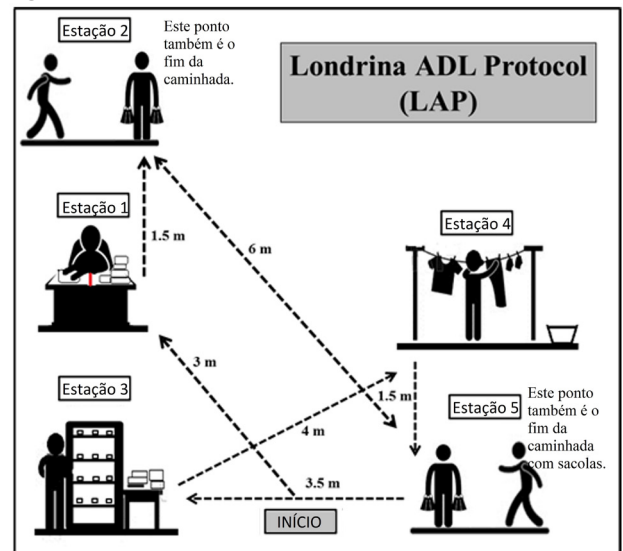 Estação 2
Este ponto
também é o
fim da
caminhada.
Londrina ADL Protocol
(LAP)
Estação 1
1.5 m
6 m
Estação 4
3 m
Estação 3
4 m
1.5 m
Estação 5
Este ponto
também é o
fim da
caminhada
com sacolas.
3.5 m
INÍCIO